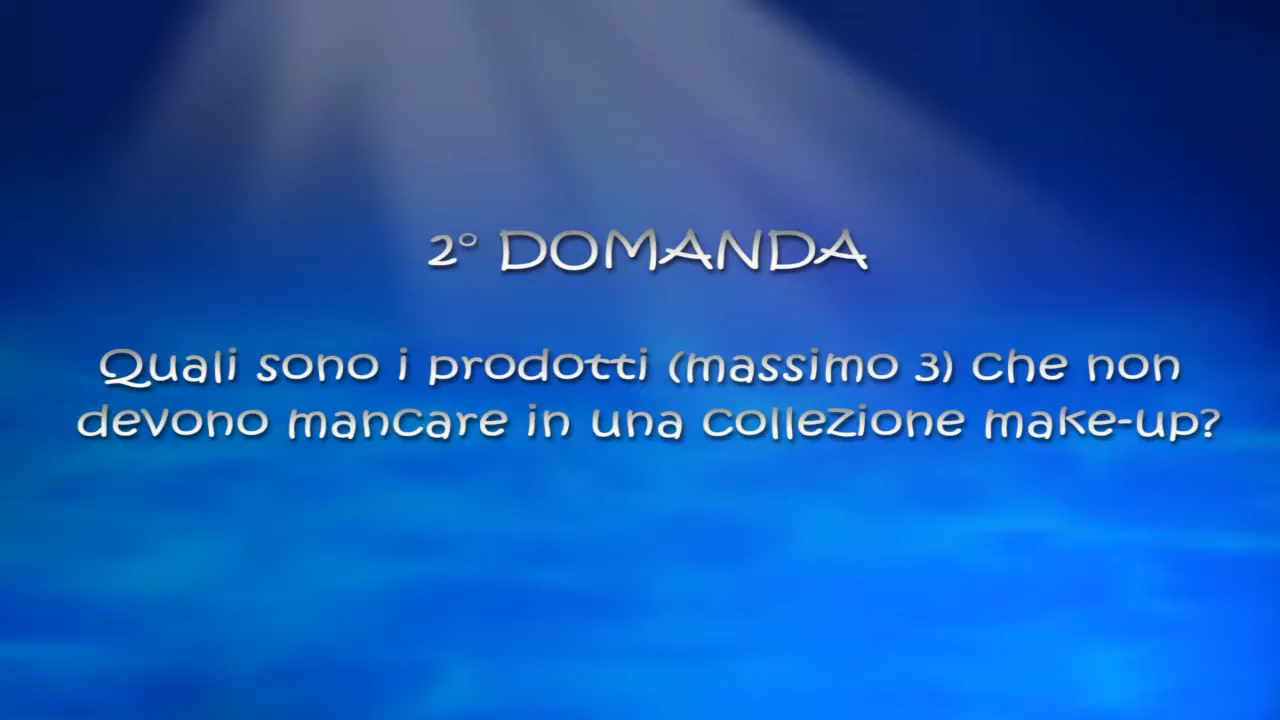 2° DOMANDA
Quali sono i prodotti (massimo 3) che non
devono mancare in una collezione make-up?